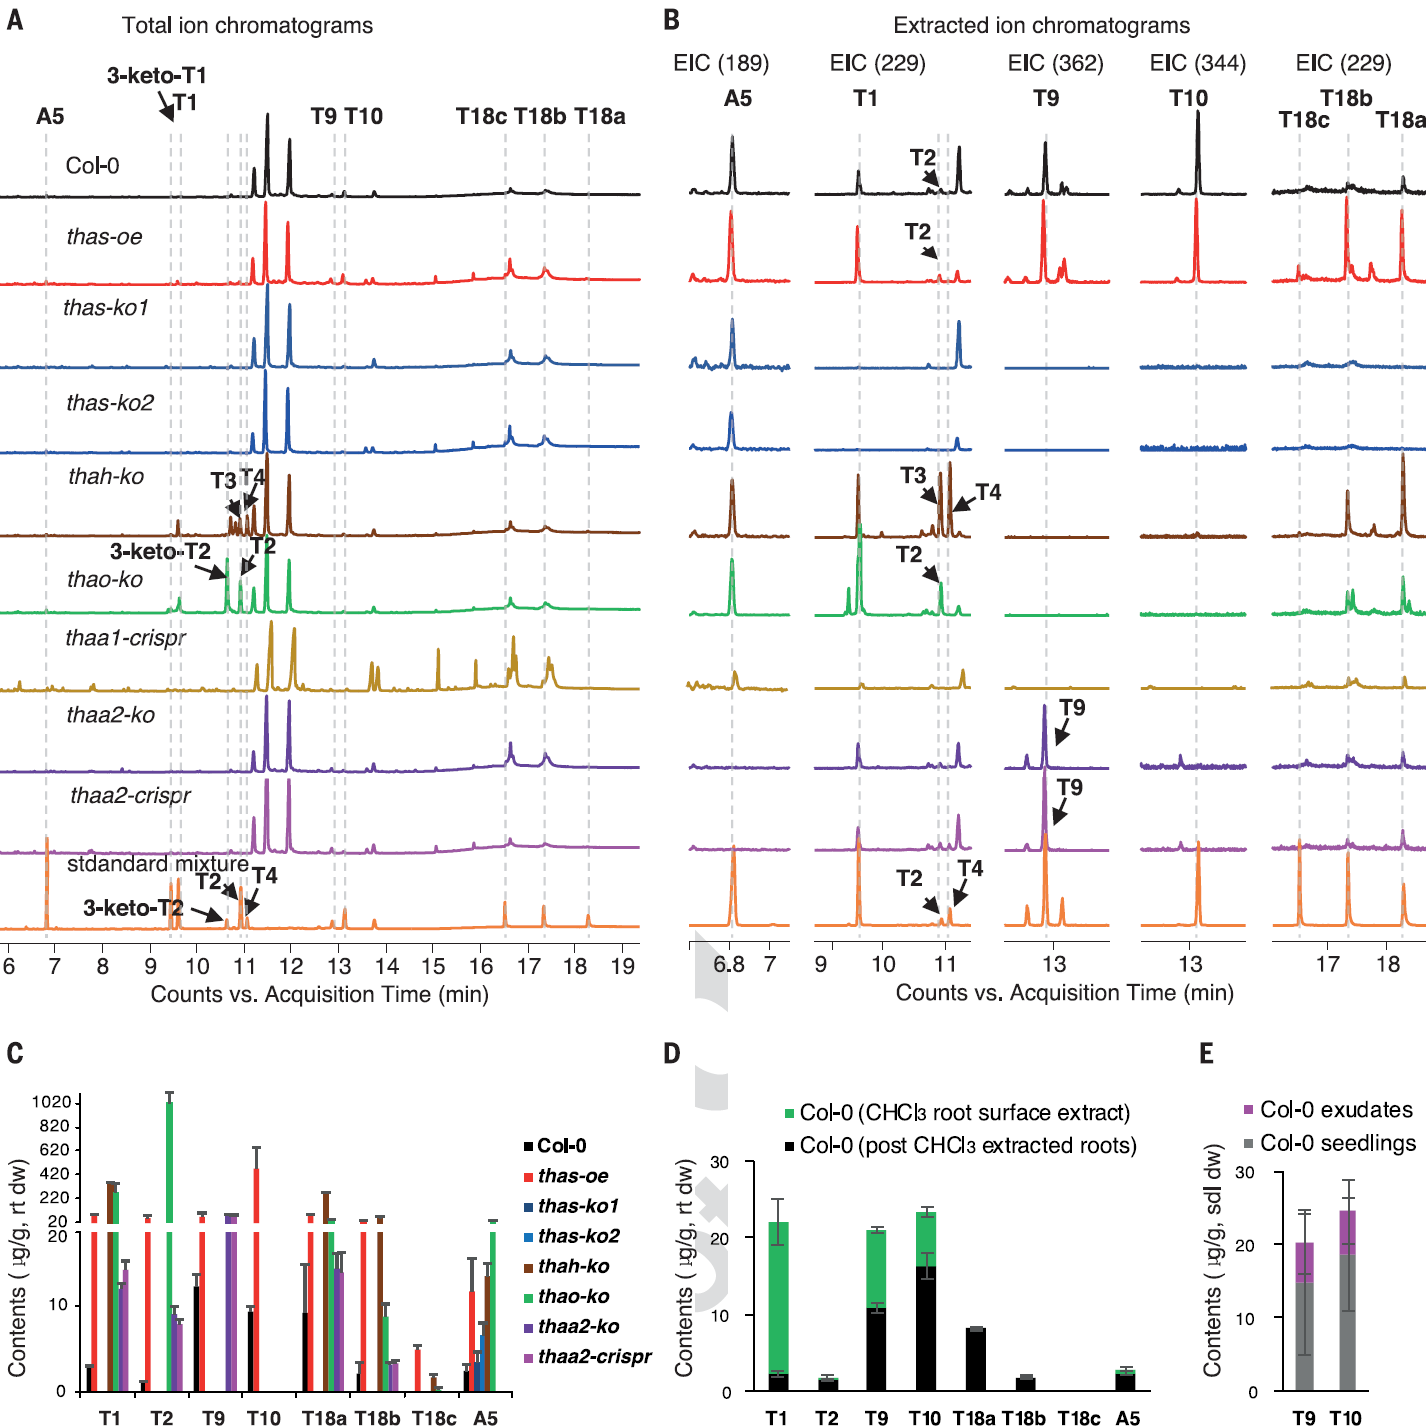 A
Total ion chromatograms
3-keto-T1
T1
A5
T9 T10
T18c T18b T18a
Col-0
thas-oe
thas-ko1
thas-ko2
thah-ko
T3 T4
3-keto-T2
T2
thao-ko
thaa1-crispr
thaa2-ko
thaa2-crispr
stdandard mixture
T2
T4
3-keto-T2
6 7 8 9 10 11 12 13 14 15 16 17 18 19
Counts vs. Acquisition Time (min)
B
Extracted ion chromatograms
EIC (189) EIC (229) EIC (362) EIC (344) EIC (229)
A5 T1 T9 T10 T18b
T18c T18a
T2
T2
T3
T4
T2
T9
T9
T2
T4
6.8 7 9 10 11 13 13 17 18
Counts vs. Acquisition Time (min)
C
Contents ( μg/g, rt dw)
1020
820
620
420
220
20
20
10
0
T1 T2 T9 T10 T18a T18b T18c A5
Col-0
thas-oe
thas-ko1
thas-ko2
thah-ko
thao-ko
thaa2-ko
thaa2-crispr
D
Col-0 (CHCl3 root surface extract)
Col-0 (post CHCl3 extracted roots)
Contents ( μg/g, rt dw)
30
20
10
0
T1 T2 T9 T10 T18a T18b T18c A5
E
Col-0 exudates
Col-0 seedlings
Contents ( μg/g, sdl dw)
30
20
10
0
T9 T10